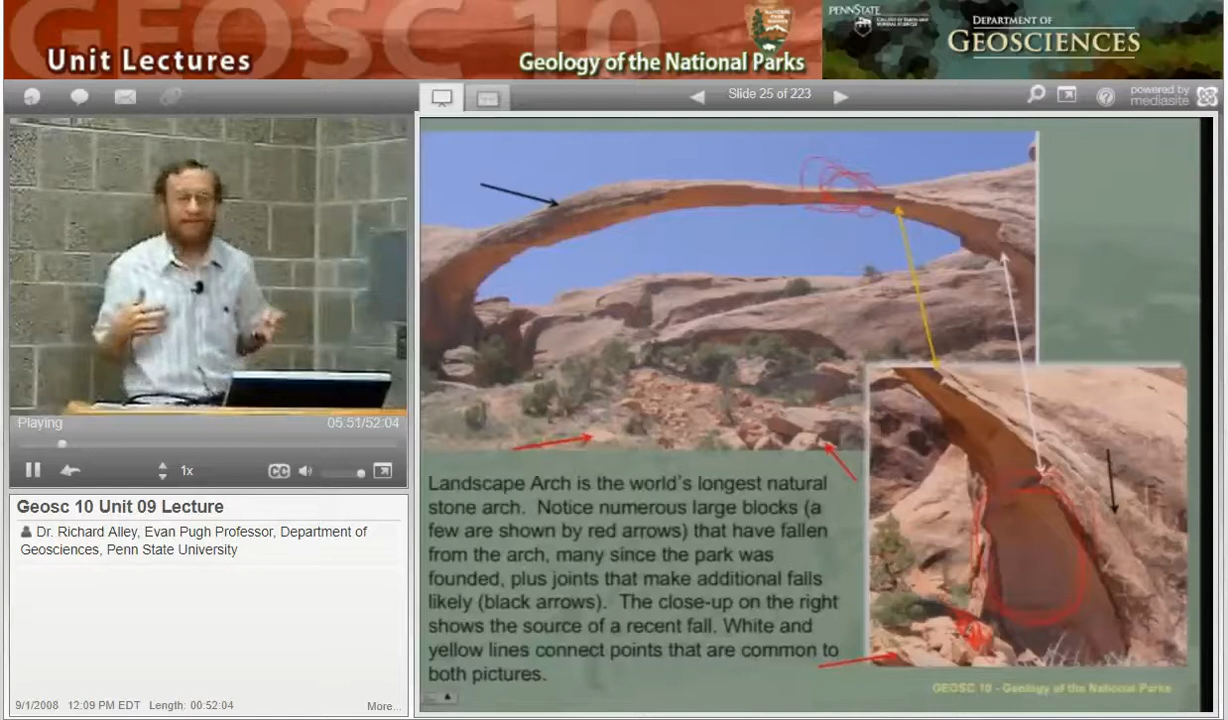 GEOSC 10
Unit Lectures
Geology of the National Parks
PENNSTATE
DEPARTMENT OF
GEOSCIENCES
Slide 25 of 223
powered by
mediasite
Playing
05:51/52:04
1x
CC
Geosc 10 Unit 09 Lecture
Dr. Richard Alley, Evan Pugh Professor, Department of
Geosciences, Penn State University
9/1/2008 12:09 PM EDT Length: 00:52:04
More...
Landscape Arch is the world's longest natural
stone arch. Notice numerous large blocks (a
few are shown by red arrows) that have fallen
from the arch, many since the park was
founded, plus joints that make additional falls
likely (black arrows). The close-up on the right
shows the source of a recent fall. White and
yellow lines connect points that are common to
both pictures.
GEOSC 10 - Geology of the National Parks